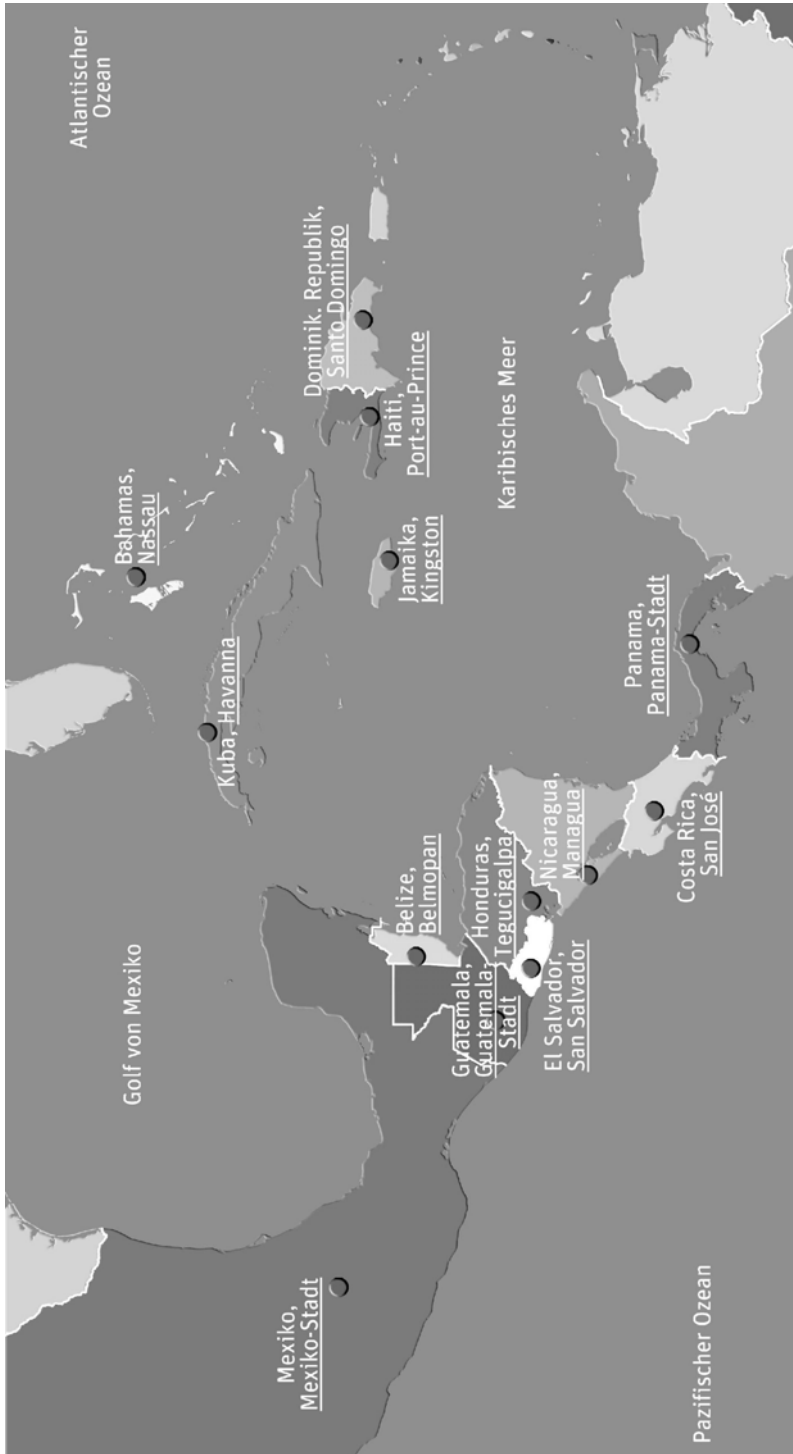 Atlantischer
Ozean
Golf von Mexiko
Bahamas,
Nassau
Kuba, Havanna
Mexiko,
Mexiko-Stadt
Dominik. Republik,
Santo Domingo
Haiti,
Port-au-Prince
Jamaika,
Kingston
Belize,
Belmopan
Guatemala,
Guatemala-
Stadt
Honduras,
Tegucigalpa
El Salvador,
San Salvador
Nicaragua,
Managua
Karibisches Meer
Costa Rica,
San José
Panama,
Panama-Stadt
Pazifischer Ozean